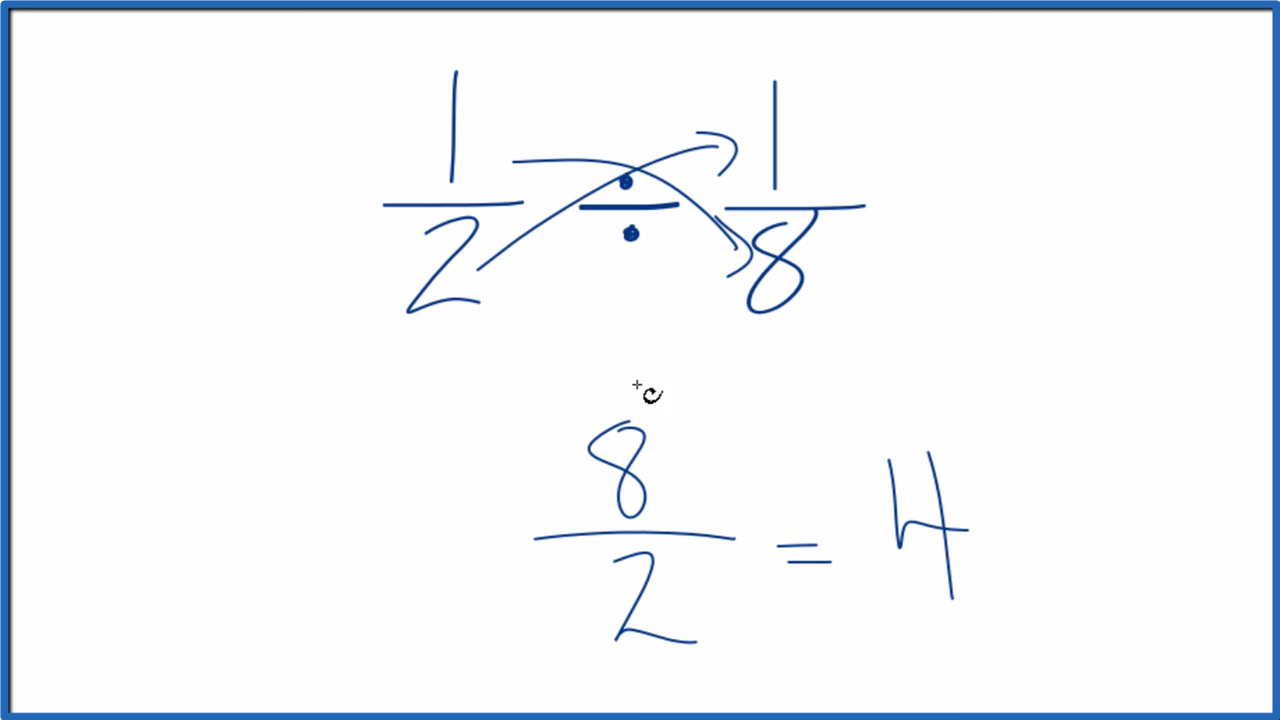 1/2 ÷ 1/8
8/2 = 4